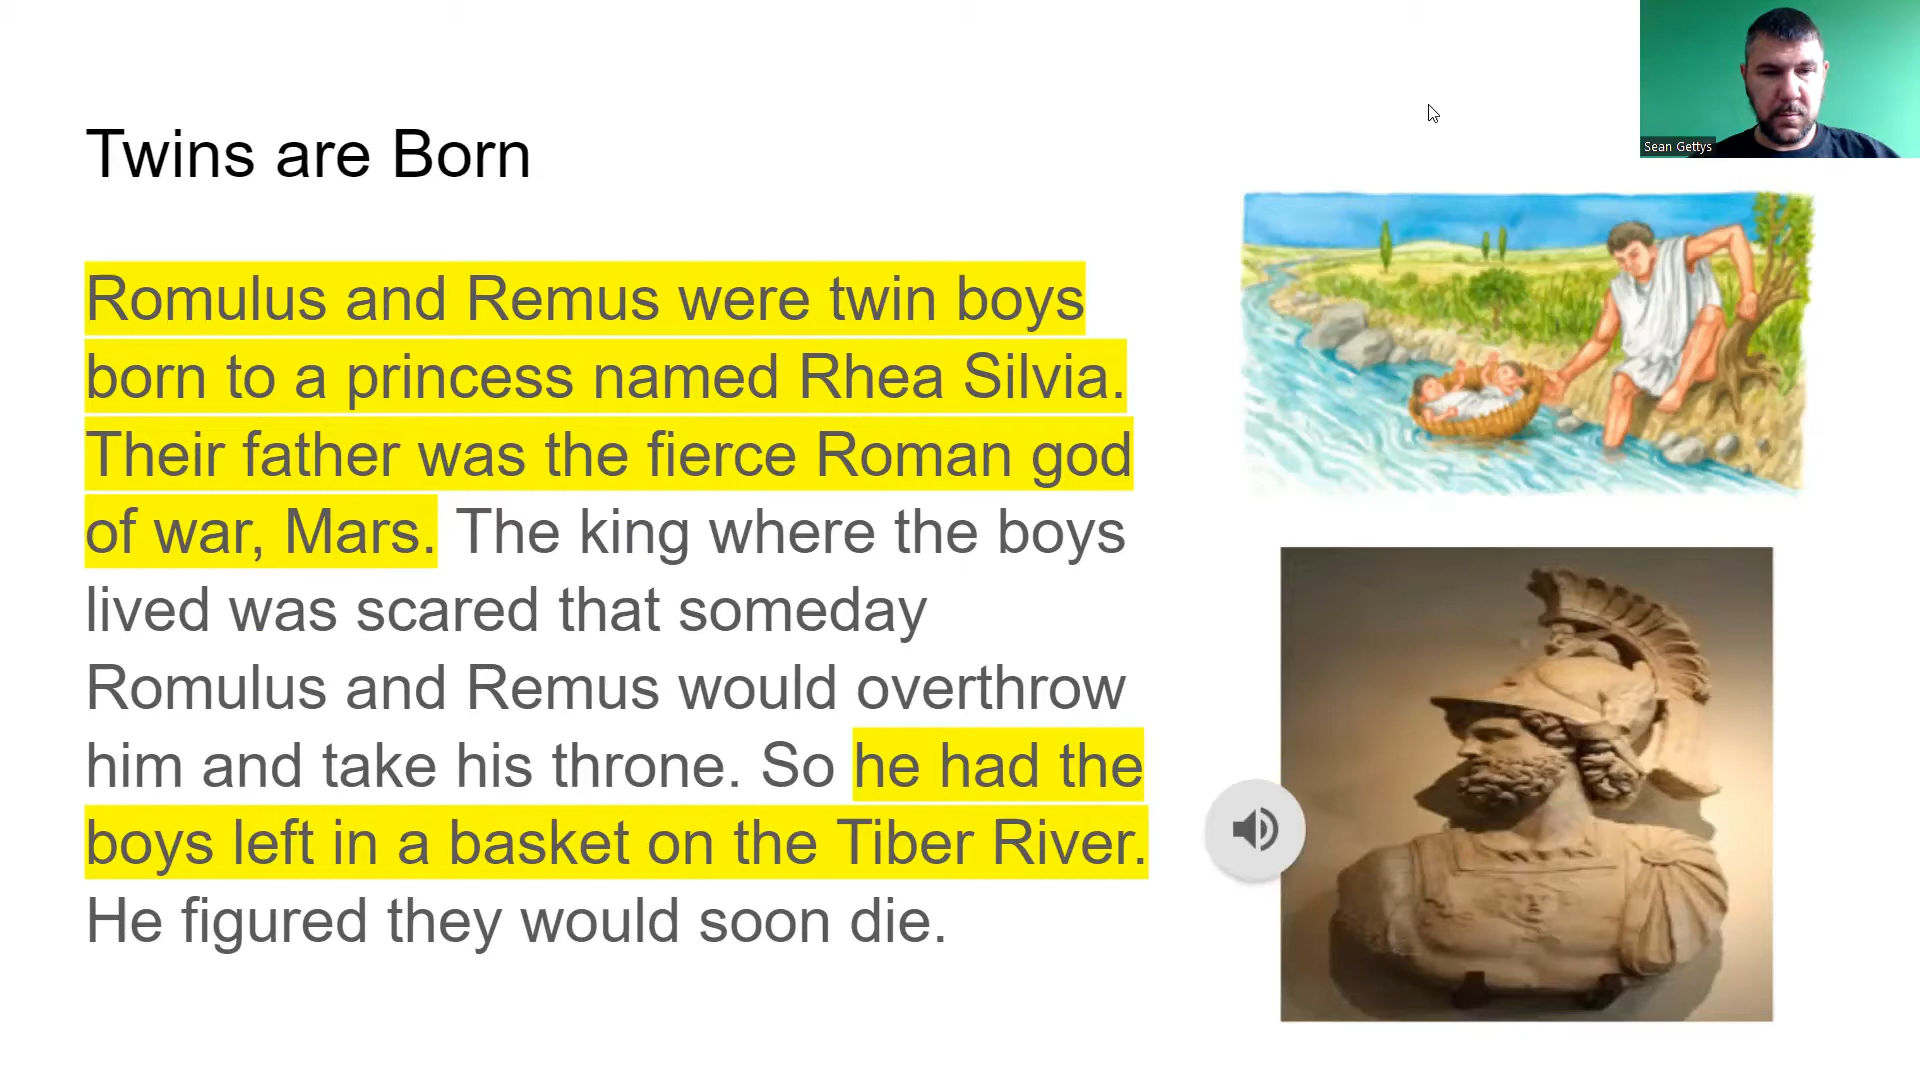 Sean Gettys
Twins are Born
Romulus and Remus were twin boys
born to a princess named Rhea Silvia.
Their father was the fierce Roman god
of war, Mars. The king where the boys
lived was scared that someday
Romulus and Remus would overthrow
him and take his throne. So he had the
boys left in a basket on the Tiber River.
He figured they would soon die.